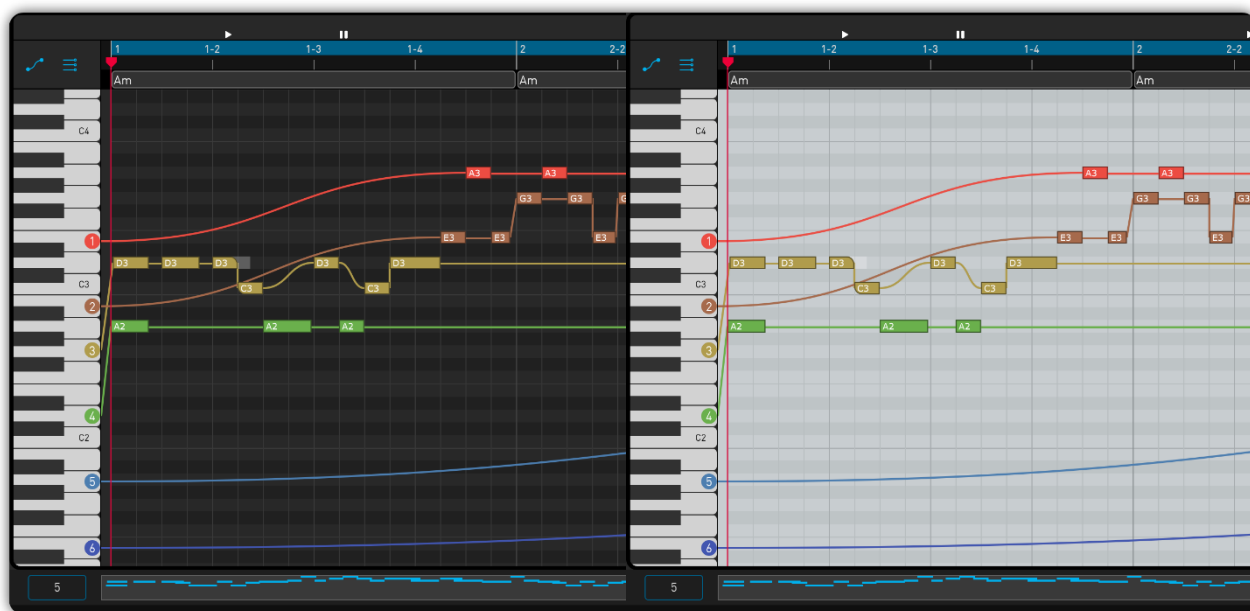 1 1-2 1-3 1-4 2 2-2
Am Am
C4
A3 A3
G3 G3
1
E3 E3 E3
D3 D3 D3 D3 D3
C3
C3 C3
2
A2 A2 A2
3
4
C2
5
6
5
1 1-2 1-3 1-4 2 2-2
Am Am
C4
A3 A3
G3 G3 G3
1
E3 E3 E3
D3 D3 D3 D3 D3
C3
C3 C3
2
A2 A2 A2
3
4
C2
5
6
5